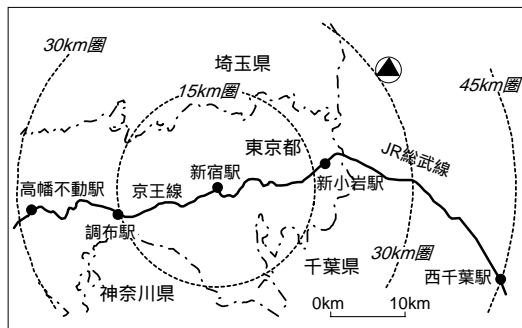 30km圏
埼玉県
45km圏
15km圏
東京都
JR総武線
新宿駅
新小岩駅
高幡不動駅
京王線
調布駅
千葉県
30km圏
西千葉駅
神奈川県
0km
10km